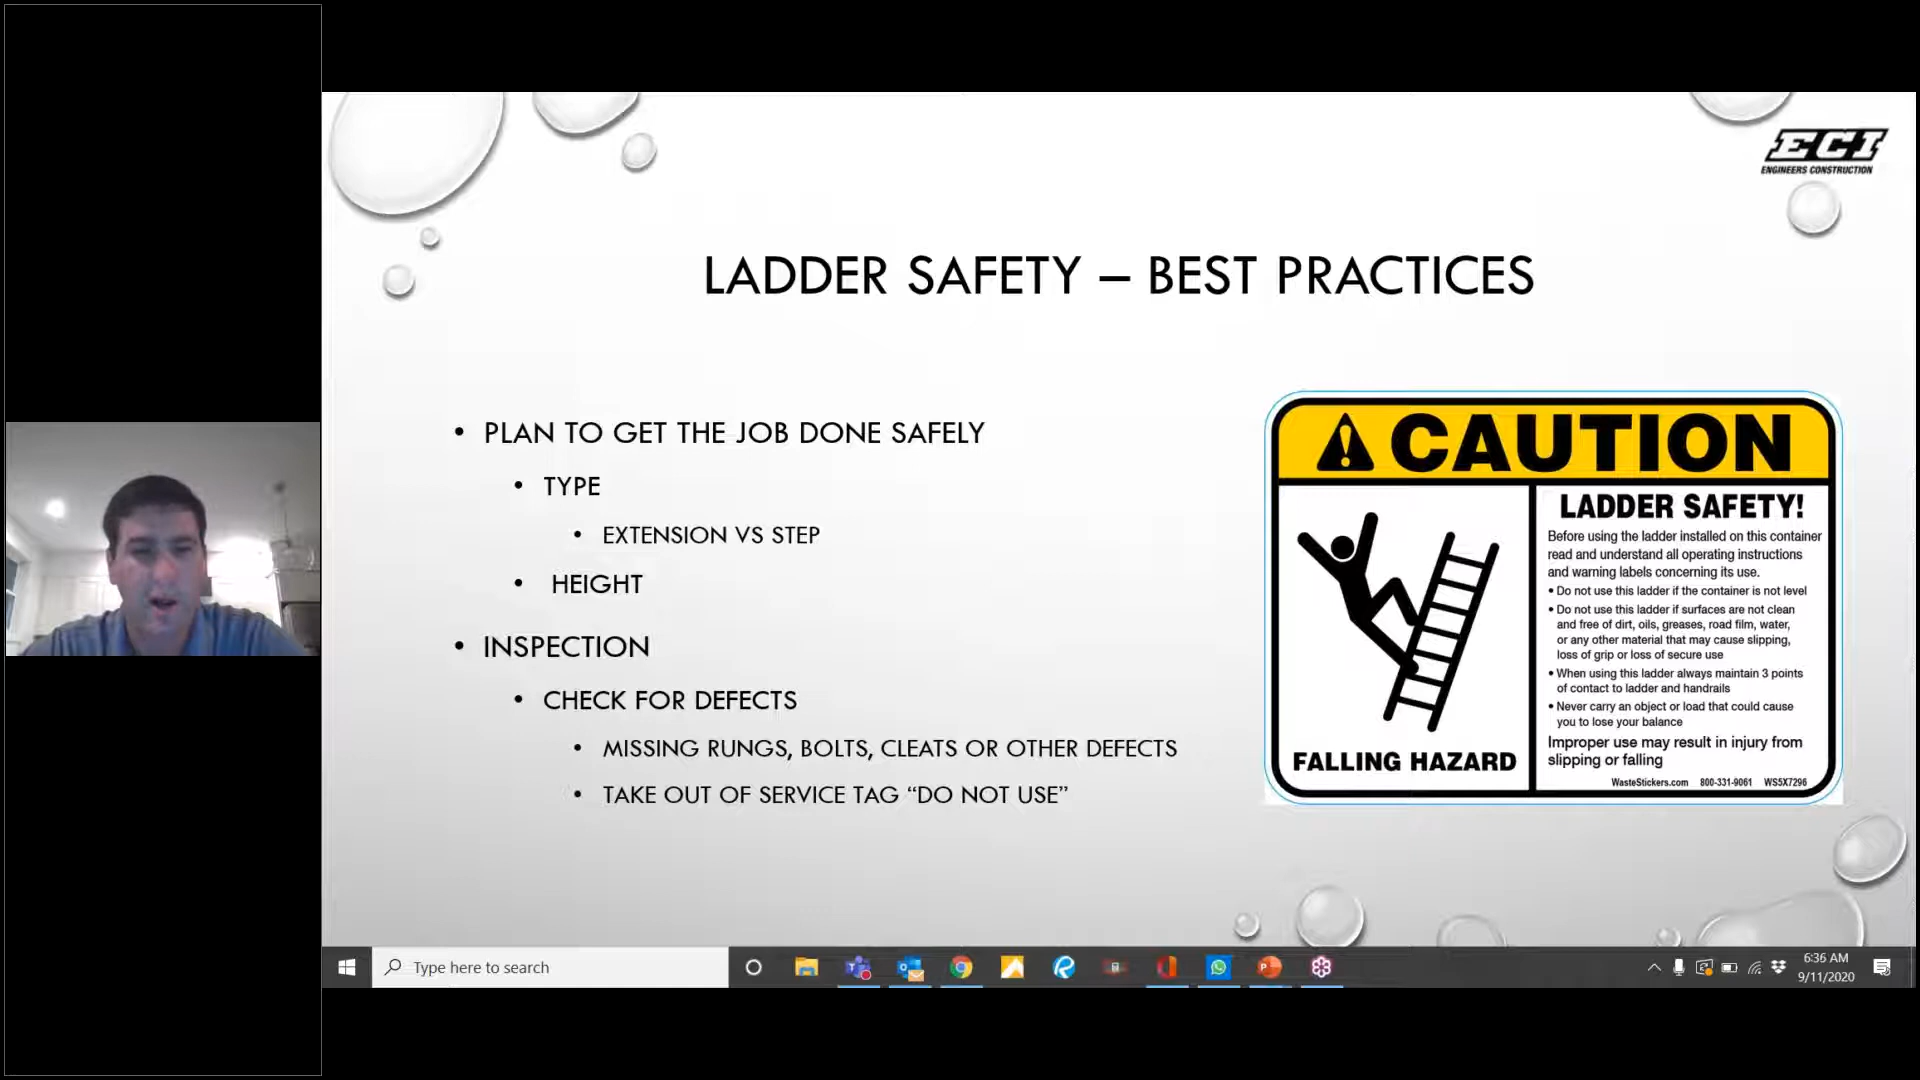 ECI
ENGINEERS CONSTRUCTION
LADDER SAFETY – BEST PRACTICES
• PLAN TO GET THE JOB DONE SAFELY
• TYPE
• EXTENSION VS STEP
• HEIGHT
• INSPECTION
• CHECK FOR DEFECTS
• MISSING RUNGS, BOLTS, CLEATS OR OTHER DEFECTS
• TAKE OUT OF SERVICE TAG “DO NOT USE”
CAUTION
FALLING HAZARD
LADDER SAFETY!
Before using the ladder installed on this container
read and understand all operating instructions
and warning labels concerning its use.
• Do not use this ladder if the container is not level
• Do not use this ladder if surfaces are not clean
and free of dirt, oils, greases, road film, water,
or any other material that may cause slipping,
loss of grip or loss of secure use
• When using this ladder always maintain 3 points
of contact to ladder and handrails
• Never carry an object or load that could cause
you to lose your balance
Improper use may result in injury from
slipping or falling
WasteStickers.com 800-331-9061 WS5X7296
Type here to search
6:36 AM
9/11/2020